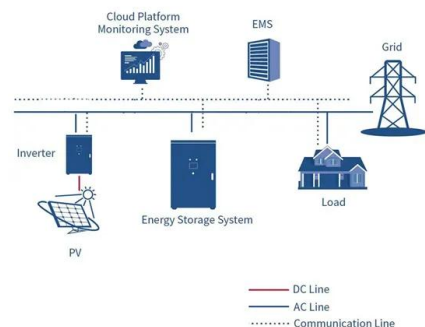 Cloud Platform
Monitoring System
EMS
Grid
Inverter
Energy Storage System
Load
PV
DC Line
AC Line
Communication Line